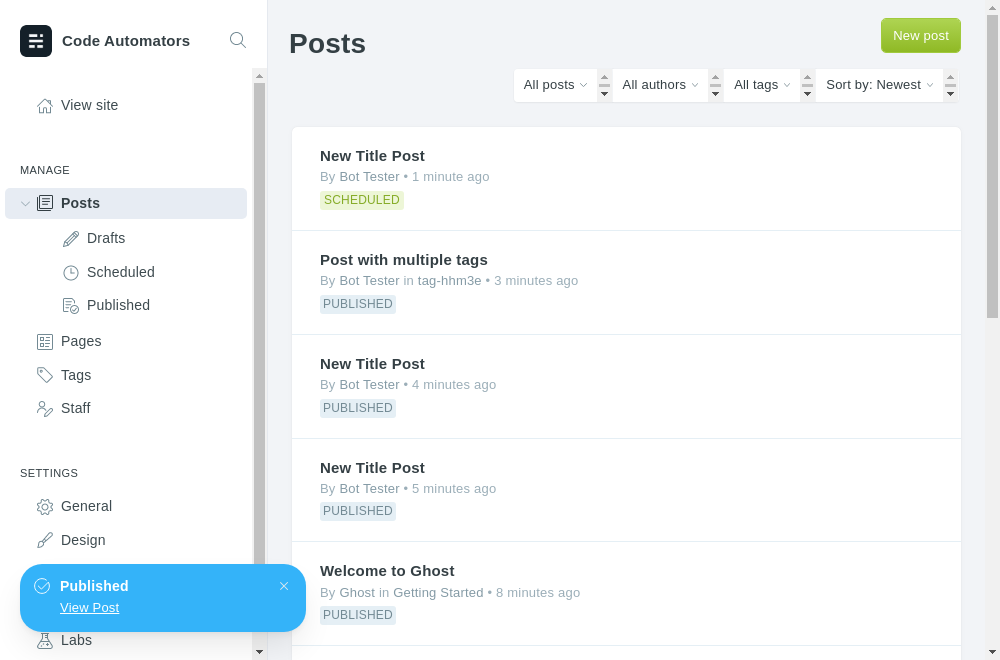 Code Automators
View site
MANAGE
Posts
Drafts
Scheduled
Published
Pages
Tags
Staff
SETTINGS
General
Design
Published
View Post
Labs
Posts
New post
All posts
All authors
All tags
Sort by: Newest
New Title Post
By Bot Tester • 1 minute ago
SCHEDULED
Post with multiple tags
By Bot Tester in tag-hhm3e • 3 minutes ago
PUBLISHED
New Title Post
By Bot Tester • 4 minutes ago
PUBLISHED
New Title Post
By Bot Tester • 5 minutes ago
PUBLISHED
Welcome to Ghost
By Ghost in Getting Started • 8 minutes ago
PUBLISHED